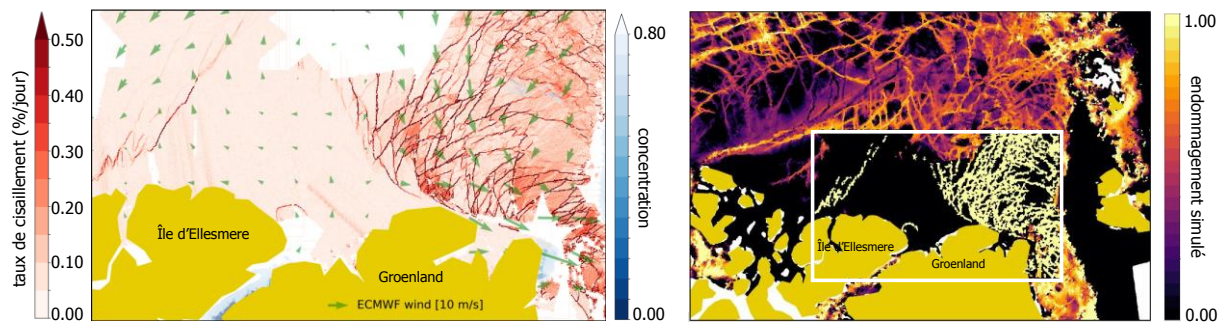 taux de cisaillement (%/jour)
0.50
0.40
0.30
0.20
0.10
0.00
Île d'Ellesmere
Groenland
ECMWF wind [10 m/s]
0.80
concentration
0.00
Île d'Ellesmere
Groenland
1.00
endommagement simulé
0.00